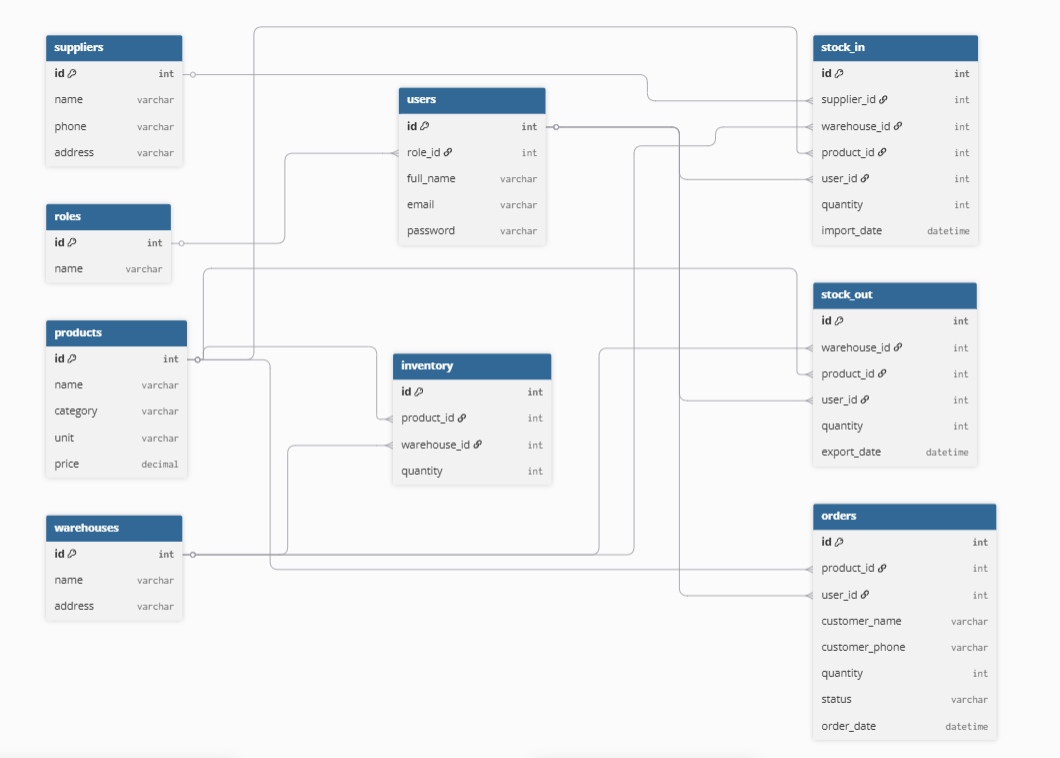 suppliers
id int
name varchar
phone varchar
address varchar
roles
id int
name varchar
products
id int
name varchar
category varchar
unit varchar
price decimal
warehouses
id int
name varchar
address varchar
users
id int
role_id int
full_name varchar
email varchar
password varchar
inventory
id int
product_id int
warehouse_id int
quantity int
stock_in
id int
supplier_id int
warehouse_id int
product_id int
user_id int
quantity int
import_date datetime
stock_out
id int
warehouse_id int
product_id int
user_id int
quantity int
export_date datetime
orders
id int
product_id int
user_id int
customer_name varchar
customer_phone varchar
quantity int
status varchar
order_date datetime